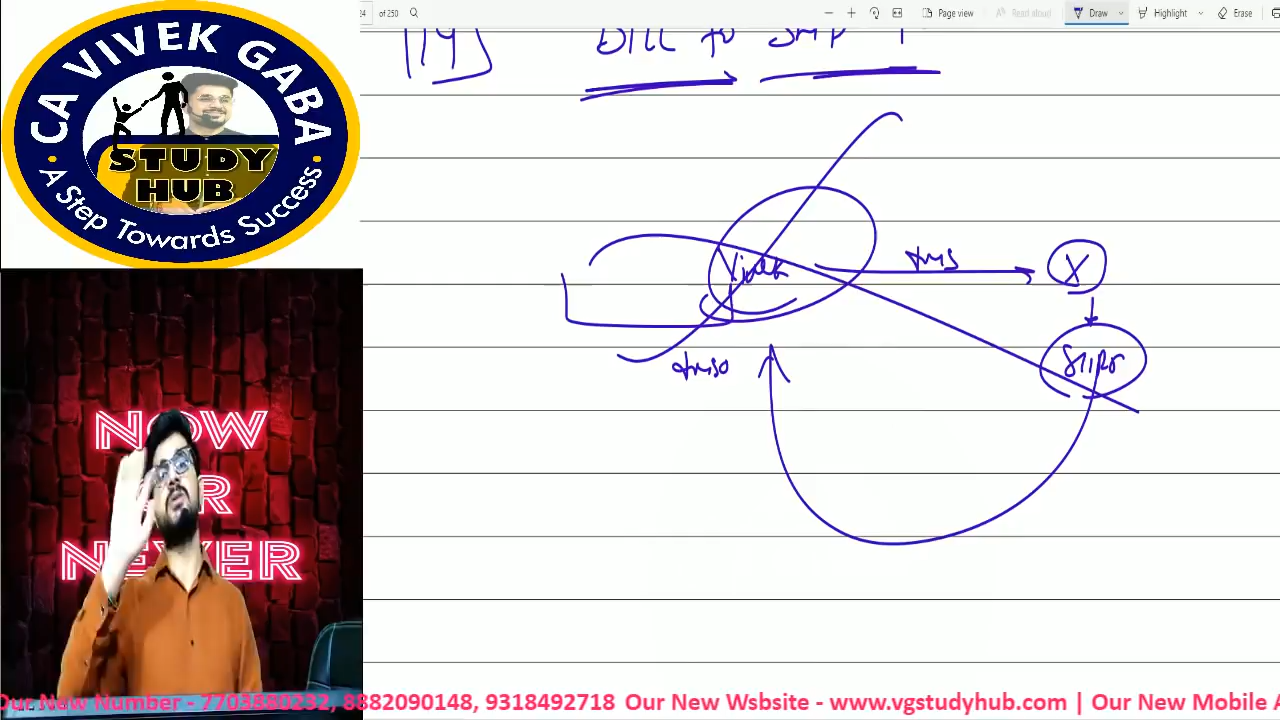 CA VIVEK GABA
STUDY
HUB
A Step Towards Success
NOW
OR
NEVER
24 of 250
Page view
Read aloud
Draw
Highlight
Erase
114
Bill to Ship T
Vivek
X
Our New Number - 7703880232, 8882090148, 9318492718 Our New Wsbsite - www.vgstudyhub.com | Our New Mobile A